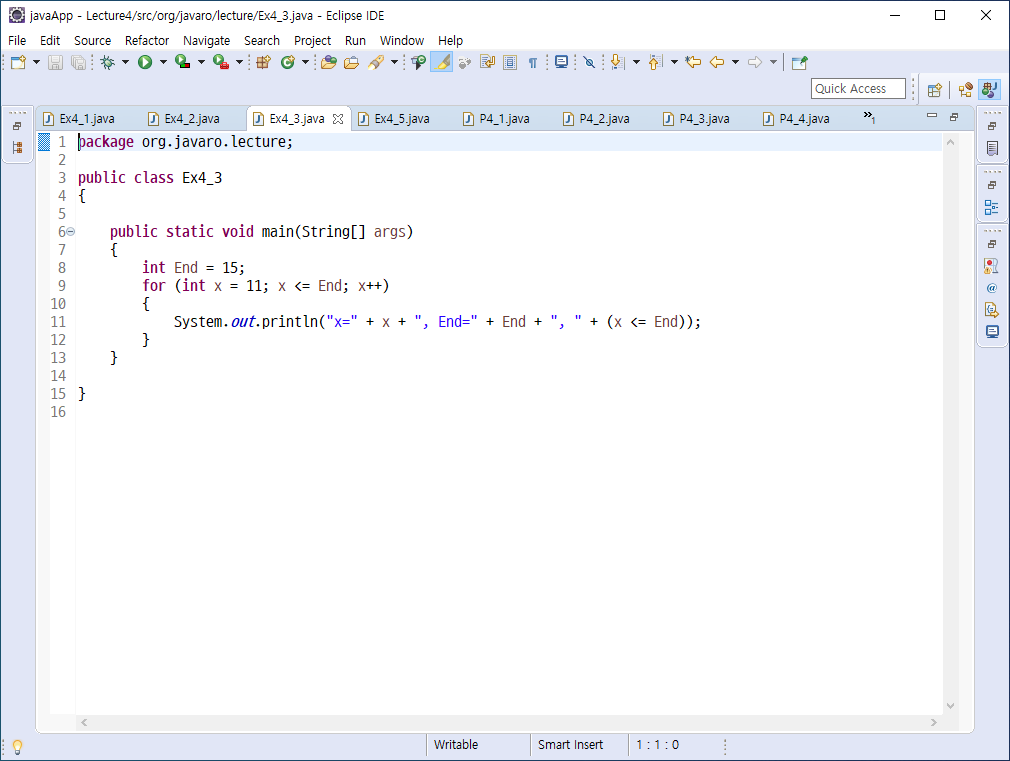 javaApp - Lecture4/src/org/javaro/lecture/Ex4_3.java - Eclipse IDE
File Edit Source Refactor Navigate Search Project Run Window Help
Quick Access
Ex4_1.java Ex4_2.java Ex4_3.java Ex4_5.java P4_1.java P4_2.java P4_3.java P4_4.java »1
1 package org.javaro.lecture;
2
3 public class Ex4_3
4 {
5
6 public static void main(String[] args)
7 {
8 int End = 15;
9 for (int x = 11; x <= End; x++)
10 {
11 System.out.println("x=" + x + ", End=" + End + ", " + (x <= End));
12 }
13 }
14
15 }
16
Writable Smart Insert 1 : 1 : 0